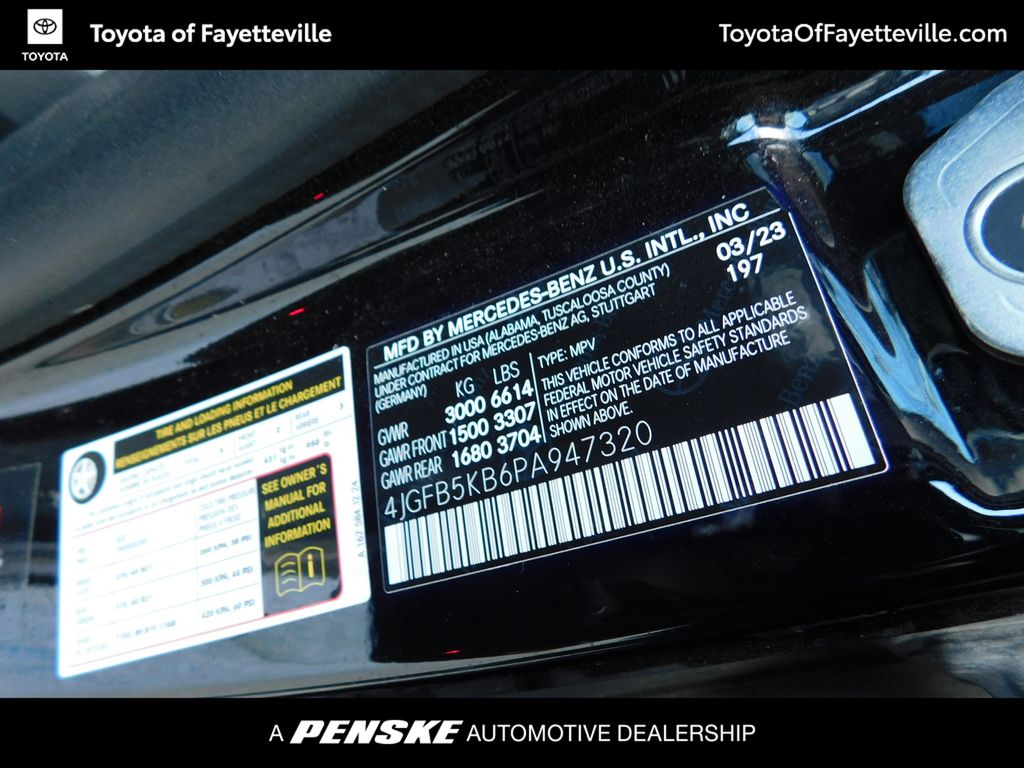 TOYOTA
Toyota of Fayetteville
ToyotaOfFayetteville.com
MFD BY MERCEDES-BENZ U.S. INTL., INC
MANUFACTURED IN USA (ALABAMA, TUSCALOOSA COUNTY)
UNDER CONTRACT FOR MERCEDES-BENZ AG, STUTTGART
(GERMANY)
03/23
197
KG LBS
GVWR 3000 6614
GAWR FRONT 1500 3307
GAWR REAR 1680 3704
TYPE: MPV
THIS VEHICLE CONFORMS TO ALL APPLICABLE
FEDERAL MOTOR VEHICLE SAFETY STANDARDS
IN EFFECT ON THE DATE OF MANUFACTURE
SHOWN ABOVE.
4JGFB5KB6PA947320
TIRE AND LOADING INFORMATION
RENSEIGNEMENTS SUR LES PNEUS ET LE CHARGEMENT
SEE OWNER'S
MANUAL FOR
ADDITIONAL
INFORMATION
A PENSKE AUTOMOTIVE DEALERSHIP